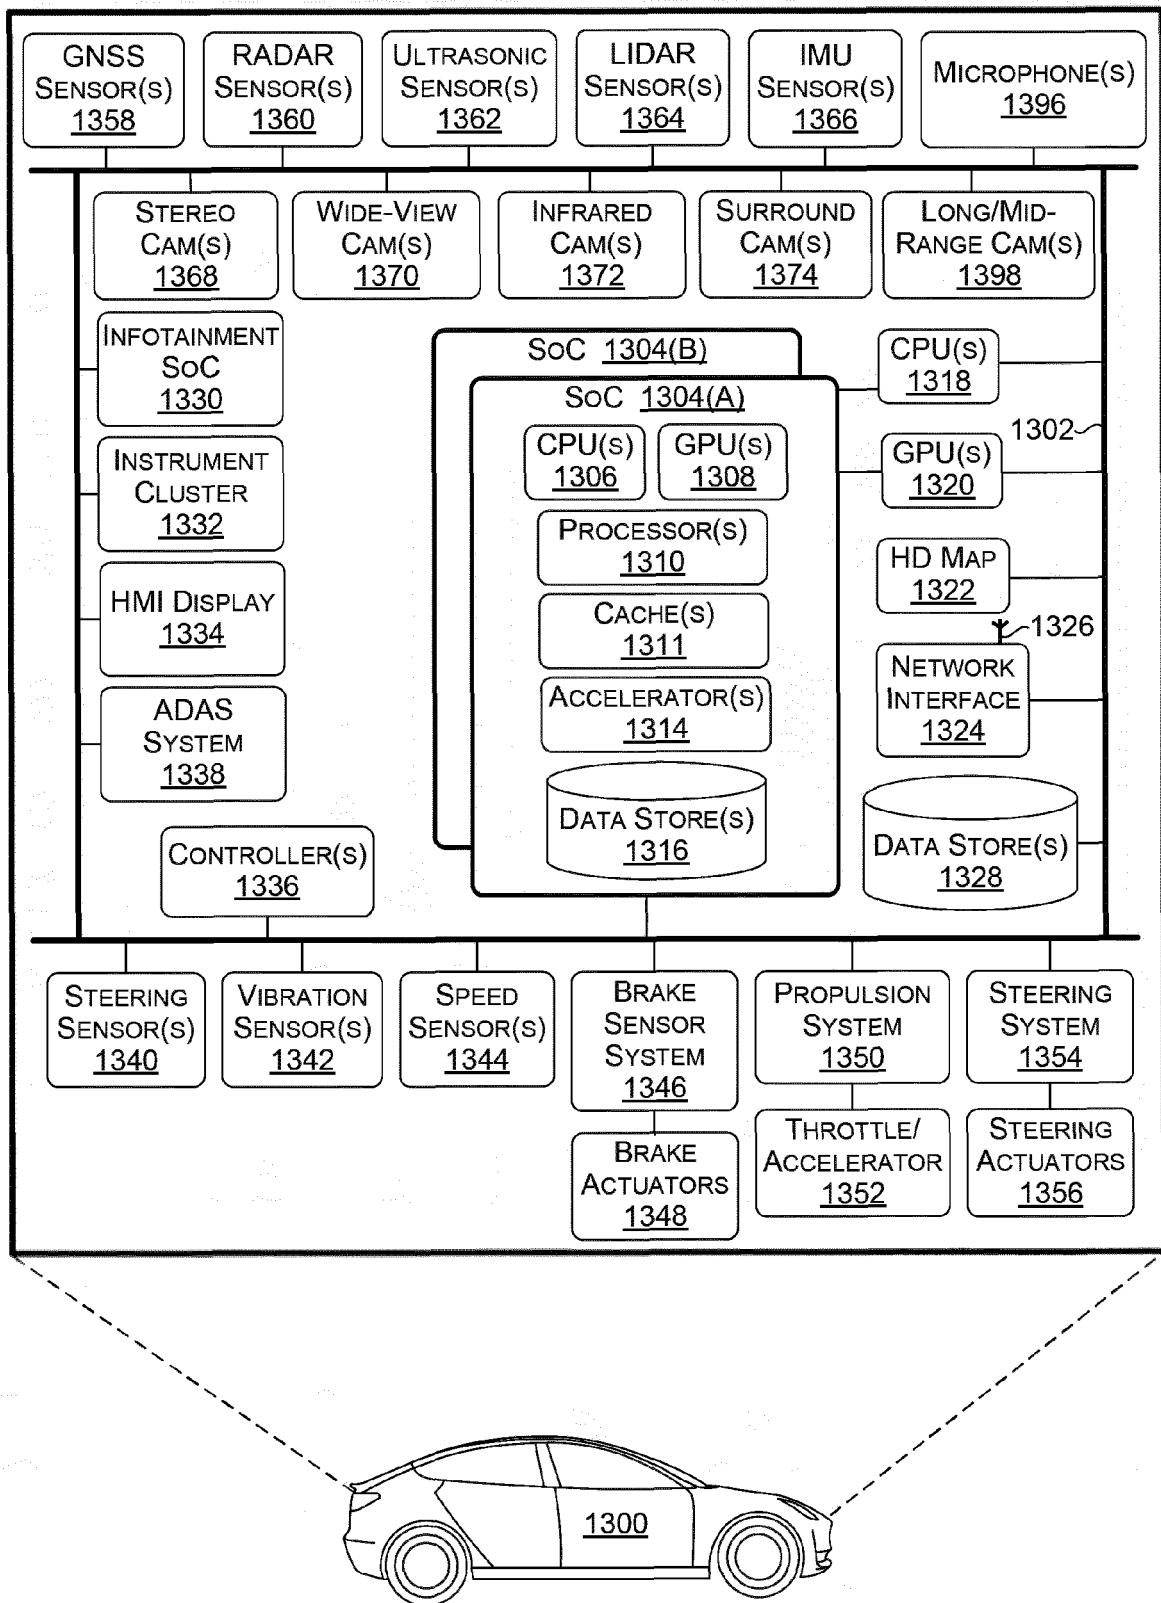 GNSS
SENSOR(S)
1358
RADAR
SENSOR(S)
1360
ULTRASONIC
SENSOR(S)
1362
LIDAR
SENSOR(S)
1364
IMU
SENSOR(S)
1366
MICROPHONE(S)
1396
STEREO
CAM(S)
1368
WIDE-VIEW
CAM(S)
1370
INFRARED
CAM(S)
1372
SURROUND
CAM(S)
1374
LONG/MID-
RANGE CAM(S)
1398
INFOTAINMENT
SOC
1330
INSTRUMENT
CLUSTER
1332
HMI DISPLAY
1334
ADAS
SYSTEM
1338
CONTROLLER(S)
1336
SOC 1304(B)
SOC 1304(A)
CPU(S)
1306
GPU(S)
1308
PROCESSOR(S)
1310
CACHE(S)
1311
ACCELERATOR(S)
1314
DATA STORE(S)
1316
CPU(S)
1318
1302
GPU(S)
1320
HD MAP
1322
1326
NETWORK
INTERFACE
1324
DATA STORE(S)
1328
STEERING
SENSOR(S)
1340
VIBRATION
SENSOR(S)
1342
SPEED
SENSOR(S)
1344
BRAKE
SENSOR
SYSTEM
1346
PROPULSION
SYSTEM
1350
STEERING
SYSTEM
1354
BRAKE
ACTUATORS
1348
THROTTLE/
ACCELERATOR
1352
STEERING
ACTUATORS
1356
1300